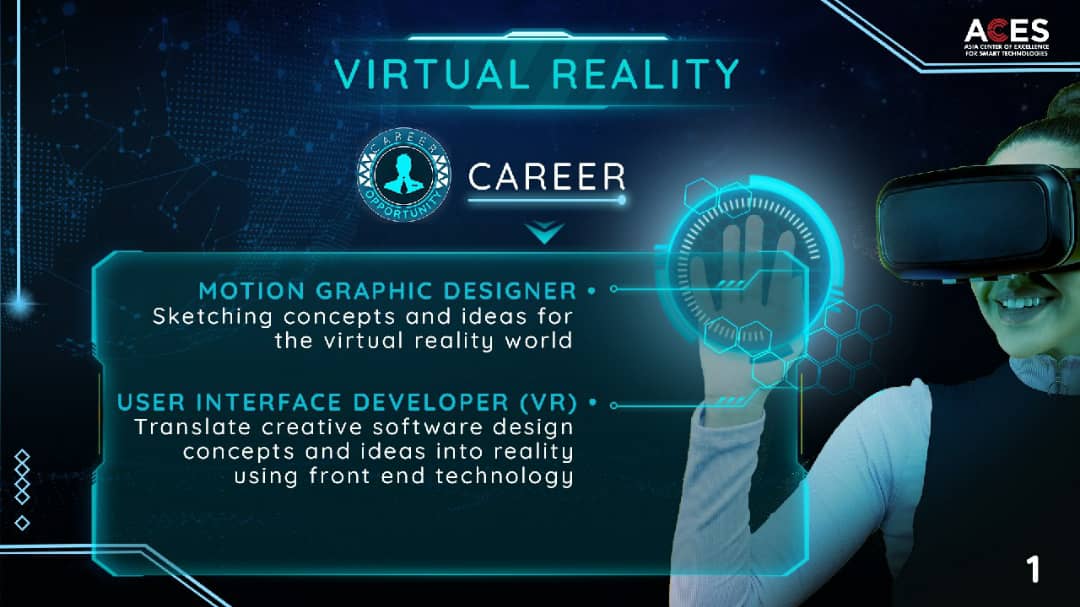 ACES
ASIA CENTER OF EXCELLENCE
FOR SMART TECHNOLOGIES
VIRTUAL REALITY
CAREER
OPPORTUNITY
CAREER
MOTION GRAPHIC DESIGNER •
Sketching concepts and ideas for
the virtual reality world
USER INTERFACE DEVELOPER (VR) •
Translate creative software design
concepts and ideas into reality
using front end technology
1